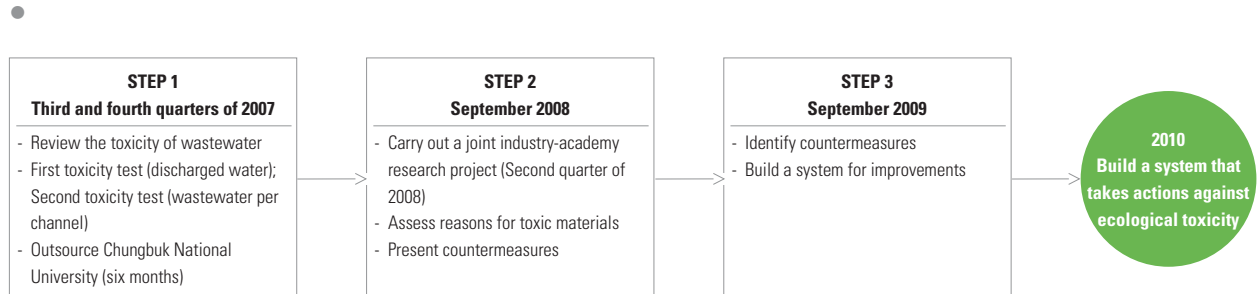 STEP 1
Third and fourth quarters of 2007
- Review the toxicity of wastewater
- First toxicity test (discharged water);
Second toxicity test (wastewater per
channel)
- Outsource Chungbuk National
University (six months)
STEP 2
September 2008
- Carry out a joint industry-academy
research project (Second quarter of
2008)
- Assess reasons for toxic materials
- Present countermeasures
STEP 3
September 2009
- Identify countermeasures
- Build a system for improvements
2010
Build a system that
takes actions against
ecological toxicity